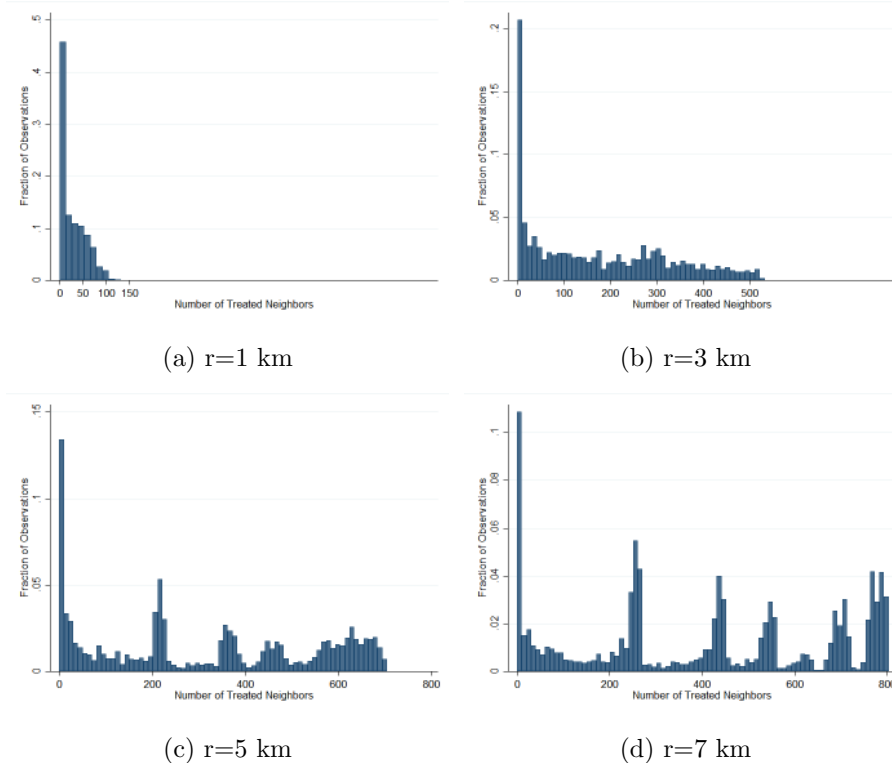 Fraction of Observations
.5
.4
.3
.2
.1
0
0 50 100 150
Number of Treated Neighbors
(a) r=1 km
Fraction of Observations
.2
.15
.1
.05
0
0 100 200 300 400 500
Number of Treated Neighbors
(b) r=3 km
Fraction of Observations
.15
.1
.05
0
0 200 400 600 800
Number of Treated Neighbors
(c) r=5 km
Fraction of Observations
.1
.08
.06
.04
.02
0
0 200 400 600 800
Number of Treated Neighbors
(d) r=7 km